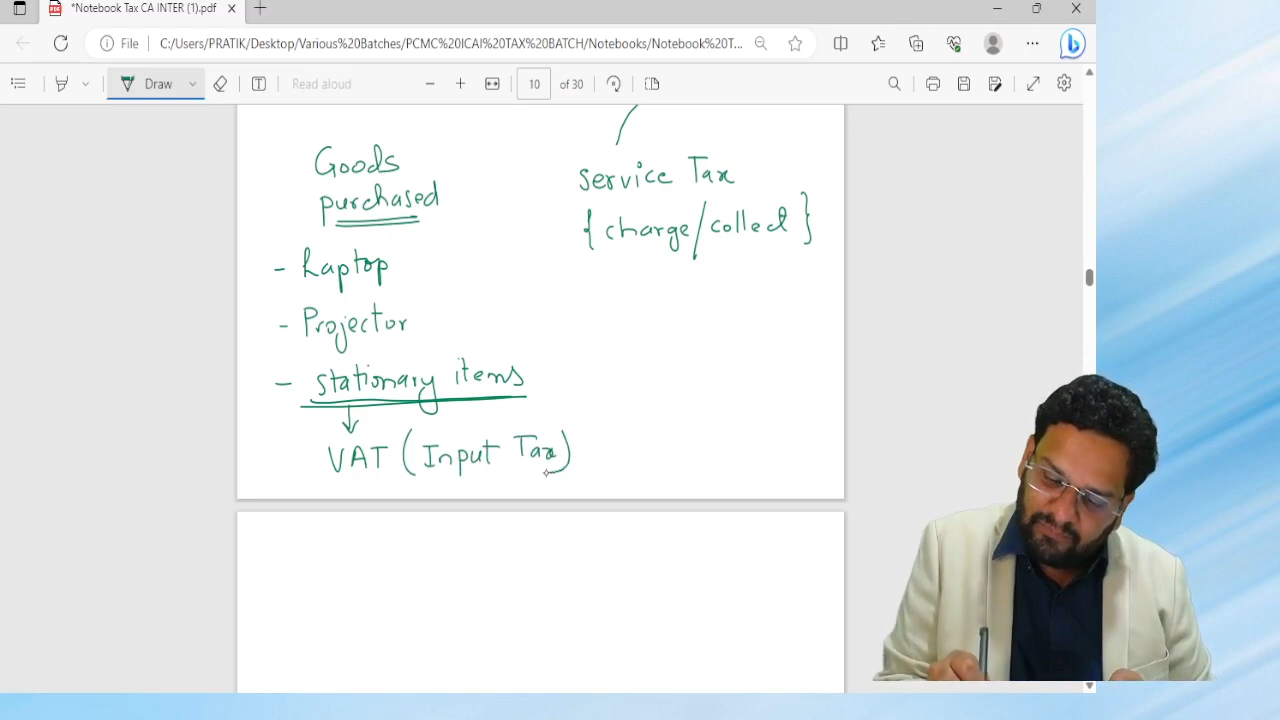 *Notebook Tax CA INTER (1).pdf
File
C:/Users/PRATIK/Desktop/Various%20Batches/PCMC%20ICAI%20TAX%20BATCH/Notebooks/Notebook%20T...
Draw
Read aloud
10 of 30
Goods
purchased
- Laptop
- Projector
- stationary items
VAT (Input Tax)
service Tax
{charge/collect}